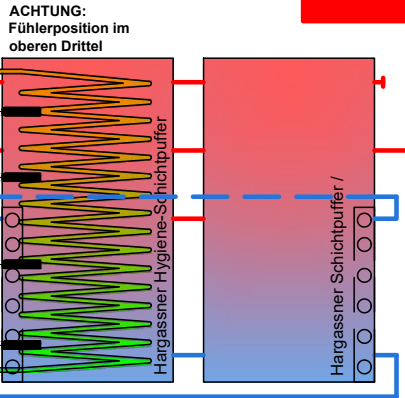 ACHTUNG:
Fühlerposition im
oberen Drittel
Hargassner Hygiene-Schichtpuffer
Hargassner Schichtpuffer /